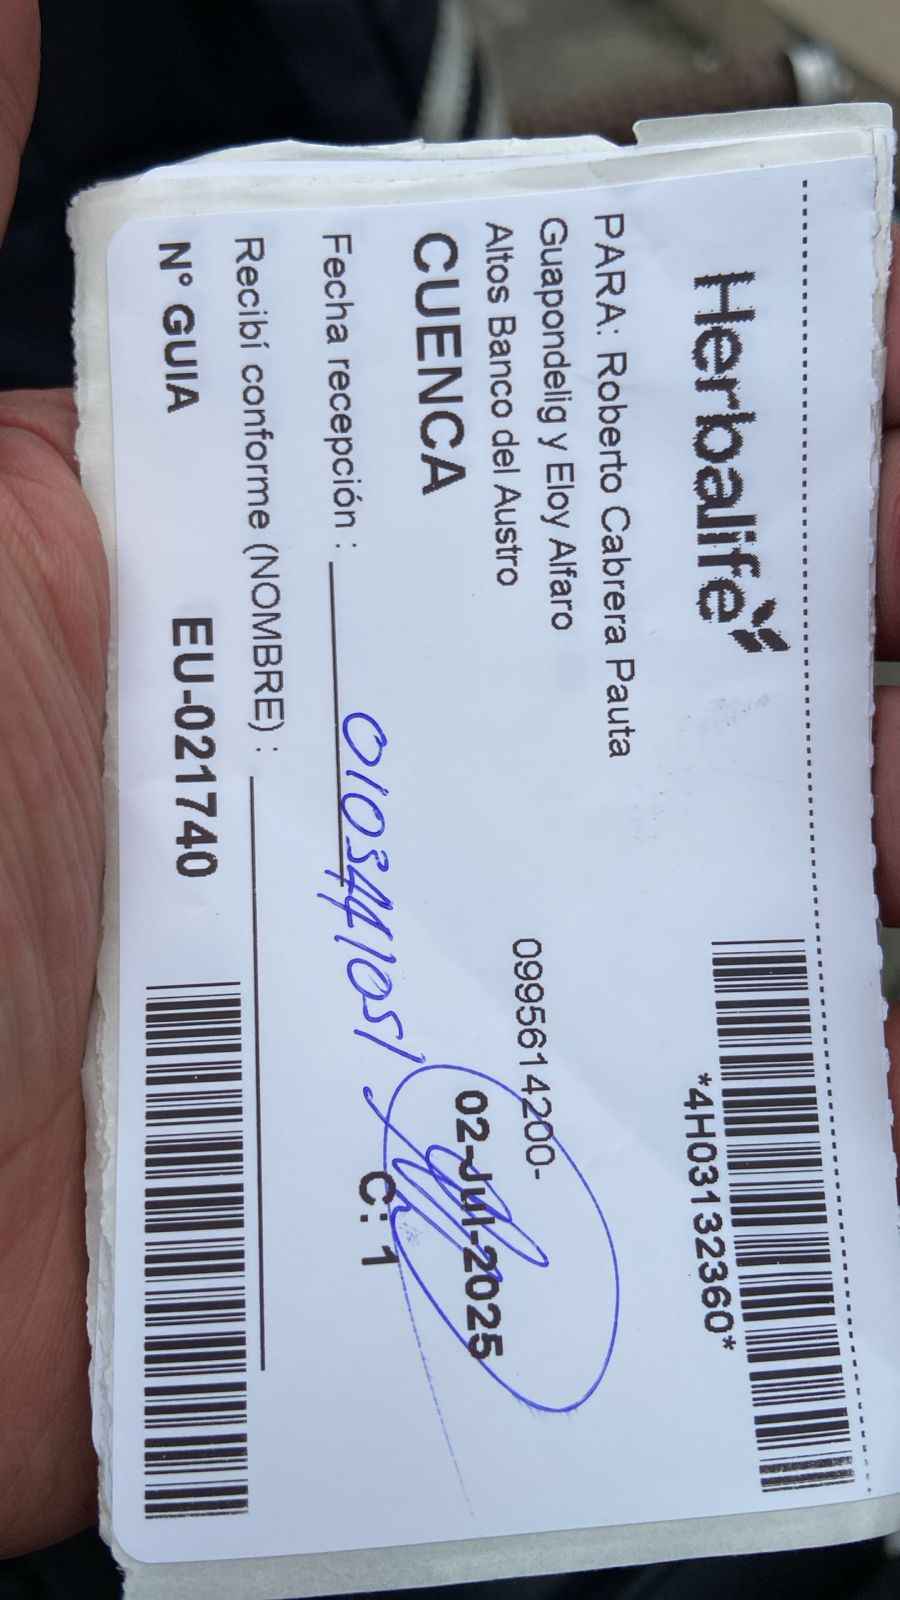 Herbalife
*4H03132360*
PARA: Roberto Cabrera Pauta
Guapondelig y Eloy Alfaro
Altos Banco del Austro
0995614200-
CUENCA
02-Jul-2025
Fecha recepción :
0103441051
C: 1
Recibí conforme (NOMBRE) :
N° GUIA
EU-021740